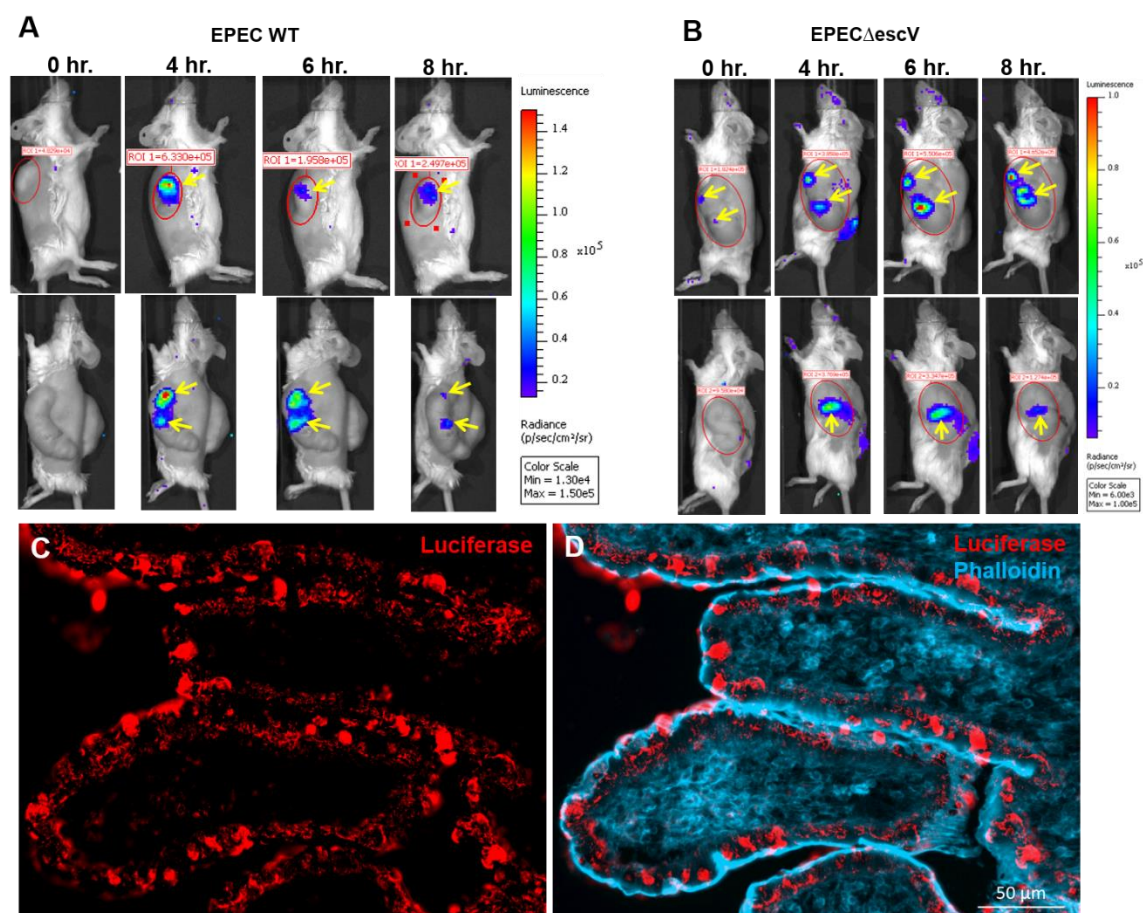 A
EPEC WT
0 hr. 4 hr. 6 hr. 8 hr.
ROI 1=6.330e+05
ROI 1=1.958e+05
ROI 1=2.497e+05
Luminescence
1.4
1.2
1.0
0.8
×10⁵
0.6
0.4
0.2
Radiance
(p/sec/cm²/sr)
Color Scale
Min = 1.30e4
Max = 1.50e5
B
EPECΔescV
0 hr. 4 hr. 6 hr. 8 hr.
Luminescence
1.0
0.8
0.6
×10⁵
0.4
0.2
Radiance
(p/sec/cm²/sr)
Color Scale
Min = 6.00e3
Max = 1.00e5
C
Luciferase
D
Luciferase
Phalloidin
50 µm